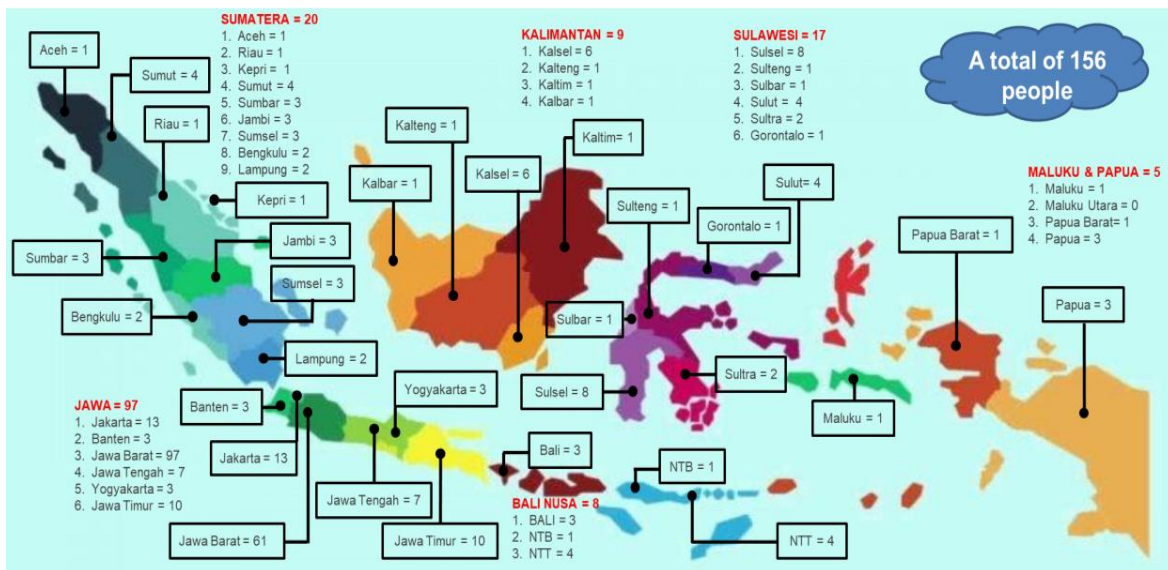 SUMATERA = 20
1. Aceh = 1
2. Riau = 1
3. Kepri = 1
4. Sumut = 4
5. Sumbar = 3
6. Jambi = 3
7. Sumsel = 3
8. Bengkulu = 2
9. Lampung = 2
KALIMANTAN = 9
1. Kalsel = 6
2. Kalteng = 1
3. Kaltim = 1
4. Kalbar = 1
SULAWESI = 17
1. Sulsel = 8
2. Sulteng = 1
3. Sulbar = 1
4. Sulut = 4
5. Sultra = 2
6. Gorontalo = 1
A total of 156
people
MALUKU & PAPUA = 5
1. Maluku = 1
2. Maluku Utara = 0
3. Papua Barat= 1
4. Papua = 3
Aceh = 1
Sumut = 4
Riau = 1
Kepri = 1
Jambi = 3
Sumbar = 3
Sumsel = 3
Bengkulu = 2
Lampung = 2
Kalteng = 1
Kaltim= 1
Kalbar = 1
Kalsel = 6
Sulut= 4
Sulteng = 1
Gorontalo = 1
Sulbar = 1
Sultra = 2
Sulsel = 8
Papua Barat = 1
Papua = 3
Maluku = 1
JAWA = 97
1. Jakarta = 13
2. Banten = 3
3. Jawa Barat = 97
4. Jawa Tengah = 7
5. Yogyakarta = 3
6. Jawa Timur = 10
Banten = 3
Yogyakarta = 3
Jakarta = 13
Jawa Tengah = 7
Jawa Barat = 61
Jawa Timur = 10
Bali = 3
NTB = 1
NTT = 4
BALI NUSA = 8
1. BALI = 3
2. NTB = 1
3. NTT = 4